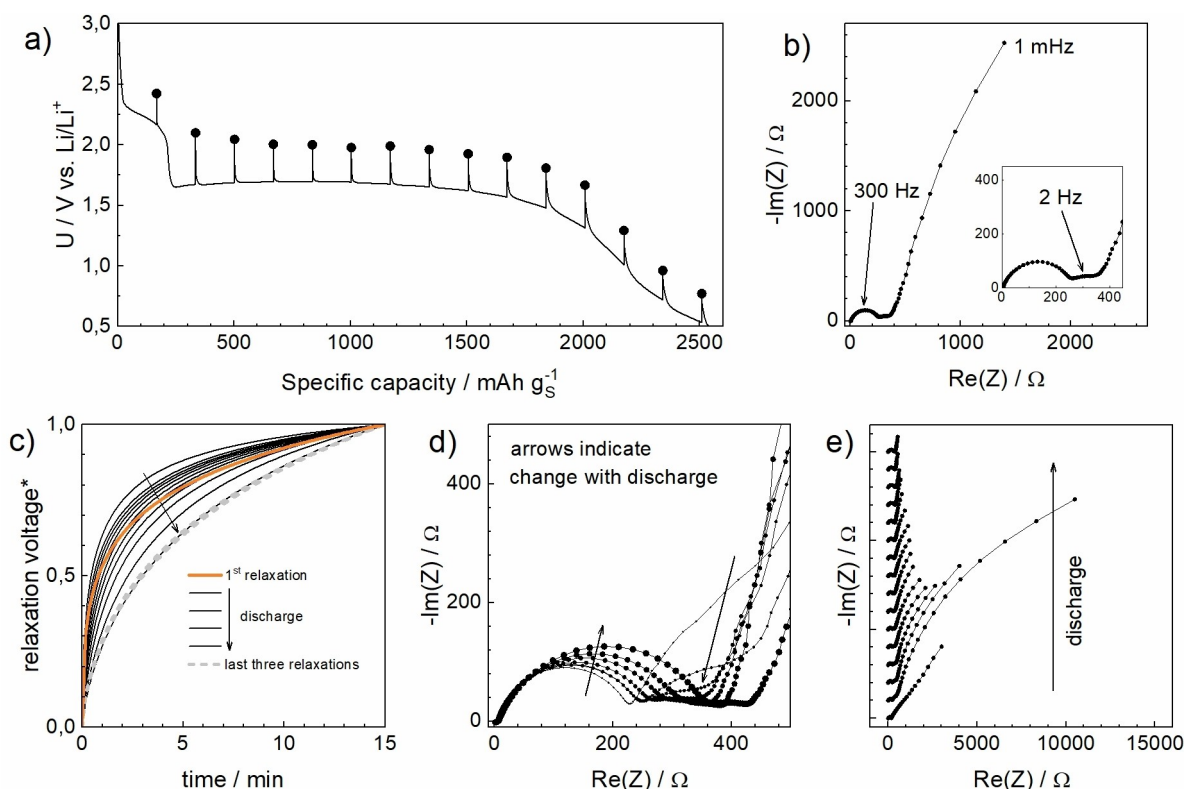 a)
3,0
2,5
2,0
1,5
1,0
0,5
U / V vs. Li/Li⁺
0 500 1000 1500 2000 2500
Specific capacity / mAh g_S⁻¹
b)
2000
1000
0
-Im(Z) / Ω
1 mHz
300 Hz
400
200
0
2 Hz
0 200 400
0 1000 2000
Re(Z) / Ω
c)
1,0
0,5
0,0
relaxation voltage*
1ˢᵗ relaxation
discharge
last three relaxations
0 5 10 15
time / min
d)
arrows indicate
change with discharge
400
200
0
-Im(Z) / Ω
0 200 400
Re(Z) / Ω
e)
-Im(Z) / Ω
discharge
0 5000 10000 15000
Re(Z) / Ω